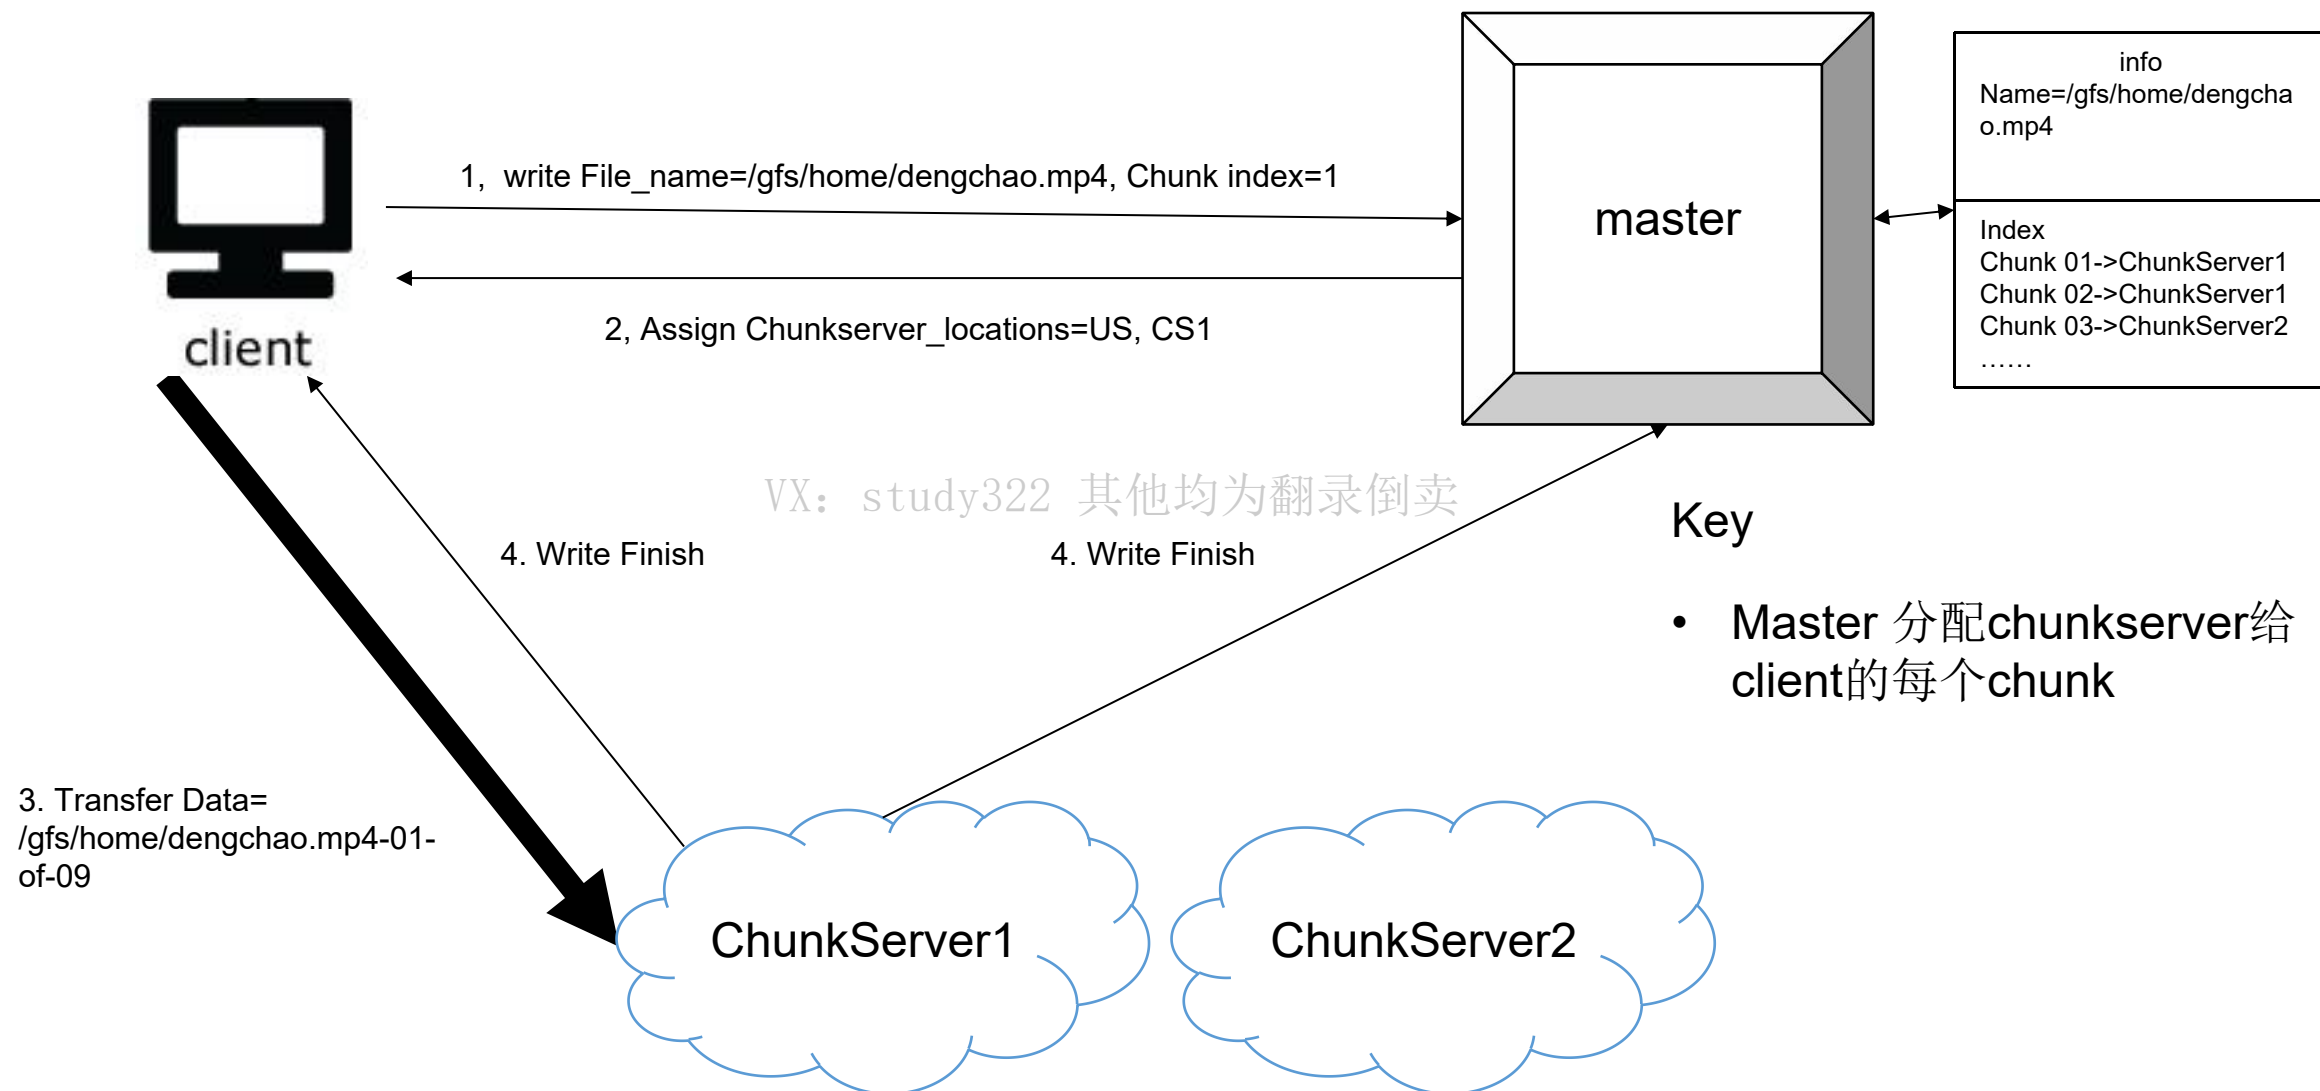 info
Name=/gfs/home/dengcha
o.mp4
1,  write File_name=/gfs/home/dengchao.mp4, Chunk index=1
master
Index
Chunk 01->ChunkServer1
Chunk 02->ChunkServer1
Chunk 03->ChunkServer2
……
2, Assign Chunkserver_locations=US, CS1
client
VX: study322 其他均为翻录倒卖
Key
4. Write Finish
4. Write Finish
• Master 分配chunkserver给
client的每个chunk
3. Transfer Data=
/gfs/home/dengchao.mp4-01-
of-09
ChunkServer1
ChunkServer2